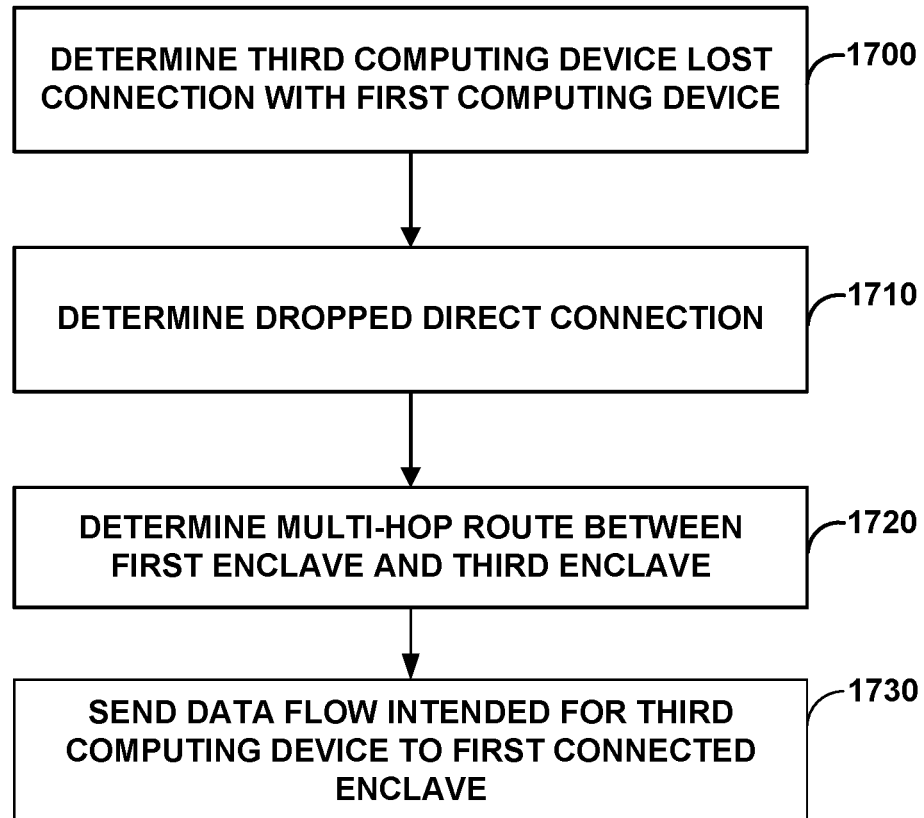 DETERMINE THIRD COMPUTING DEVICE LOST
CONNECTION WITH FIRST COMPUTING DEVICE
1700
DETERMINE DROPPED DIRECT CONNECTION
1710
DETERMINE MULTI-HOP ROUTE BETWEEN
FIRST ENCLAVE AND THIRD ENCLAVE
1720
SEND DATA FLOW INTENDED FOR THIRD
COMPUTING DEVICE TO FIRST CONNECTED
ENCLAVE
1730